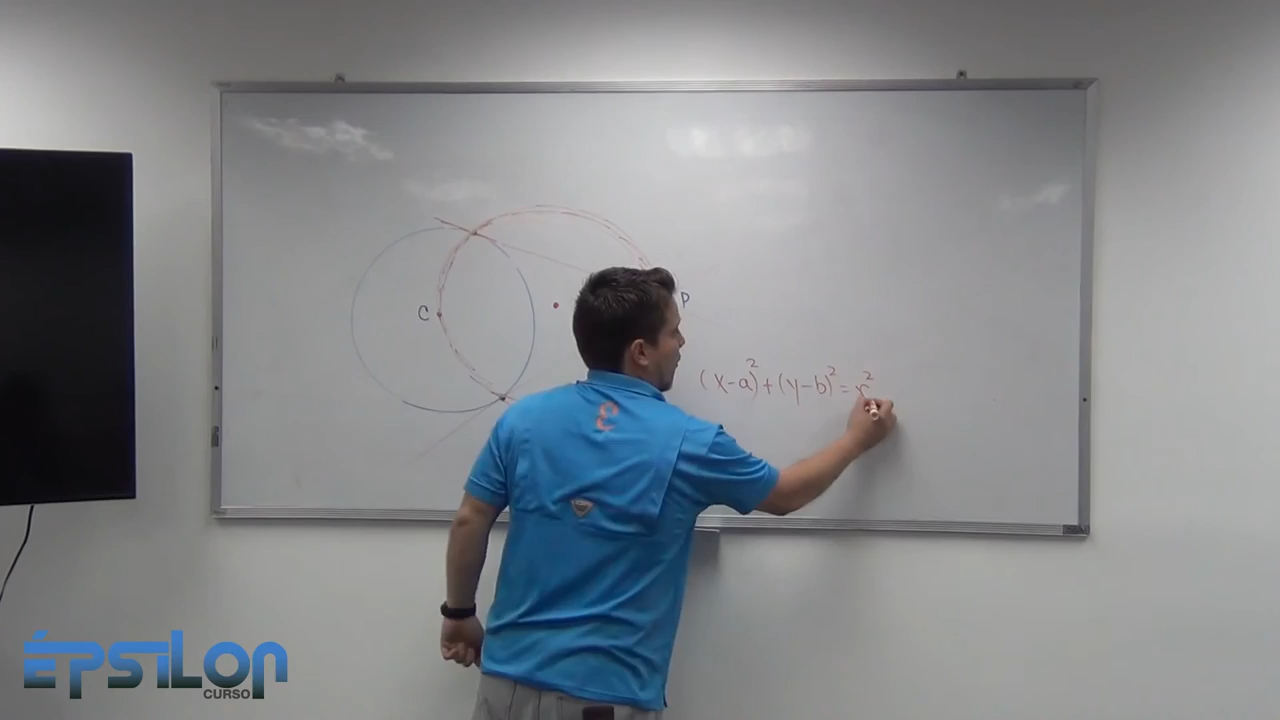 C
P
(x-a)²+(y-b)²=r²
ε
ÉPSILON
CURSO